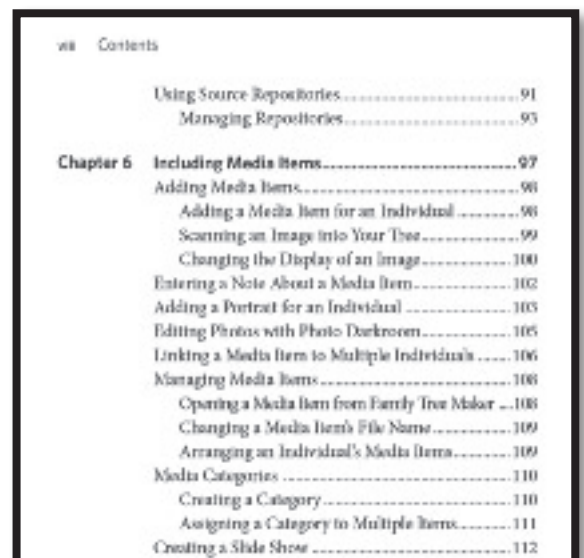 viii Contents
Using Source Repositories 91
Managing Repositories 93
Chapter 6 Including Media Items 97
Adding Media Items 98
Adding a Media Item for an Individual 98
Scanning an Image into Your Tree 99
Changing the Display of an Image 100
Entering a Note About a Media Item 102
Adding a Portrait for an Individual 103
Editing Photos with Photo Darkroom 105
Linking a Media Item to Multiple Individuals 106
Managing Media Items 108
Opening a Media Item from Family Tree Maker 108
Changing a Media Item's File Name 109
Arranging an Individual's Media Items 109
Media Categories 110
Creating a Category 110
Assigning a Category to Multiple Items 111
Creating a Slide Show 112